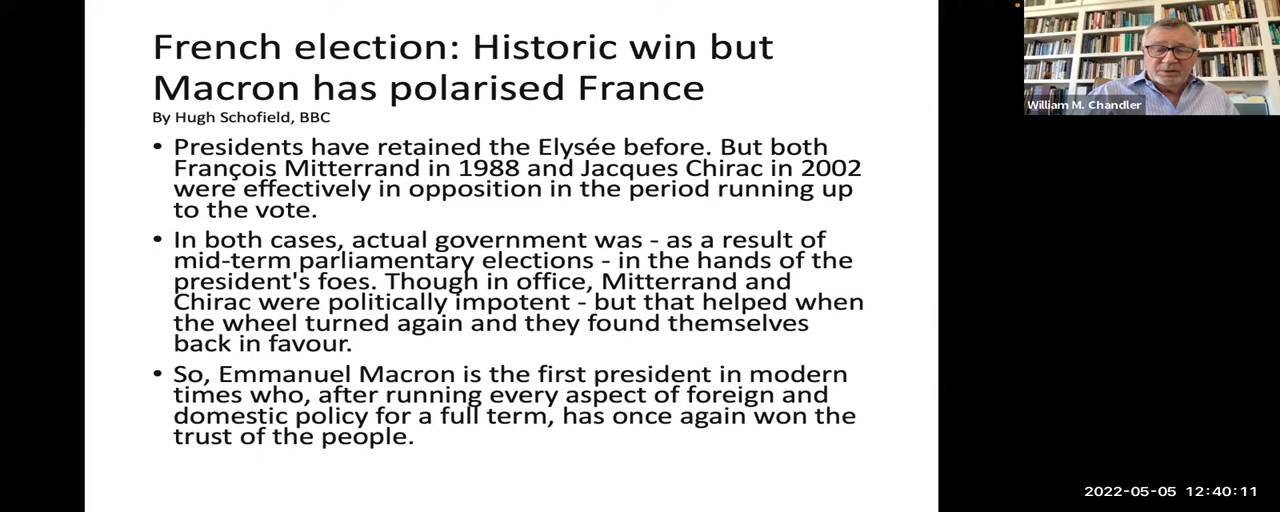 French election: Historic win but
Macron has polarised France
By Hugh Schofield, BBC
• Presidents have retained the Elysée before. But both
François Mitterrand in 1988 and Jacques Chirac in 2002
were effectively in opposition in the period running up
to the vote.
• In both cases, actual government was - as a result of
mid-term parliamentary elections - in the hands of the
president's foes. Though in office, Mitterrand and
Chirac were politically impotent - but that helped when
the wheel turned again and they found themselves
back in favour.
• So, Emmanuel Macron is the first president in modern
times who, after running every aspect of foreign and
domestic policy for a full term, has once again won the
trust of the people.
William M. Chandler
2022-05-05 12:40:11